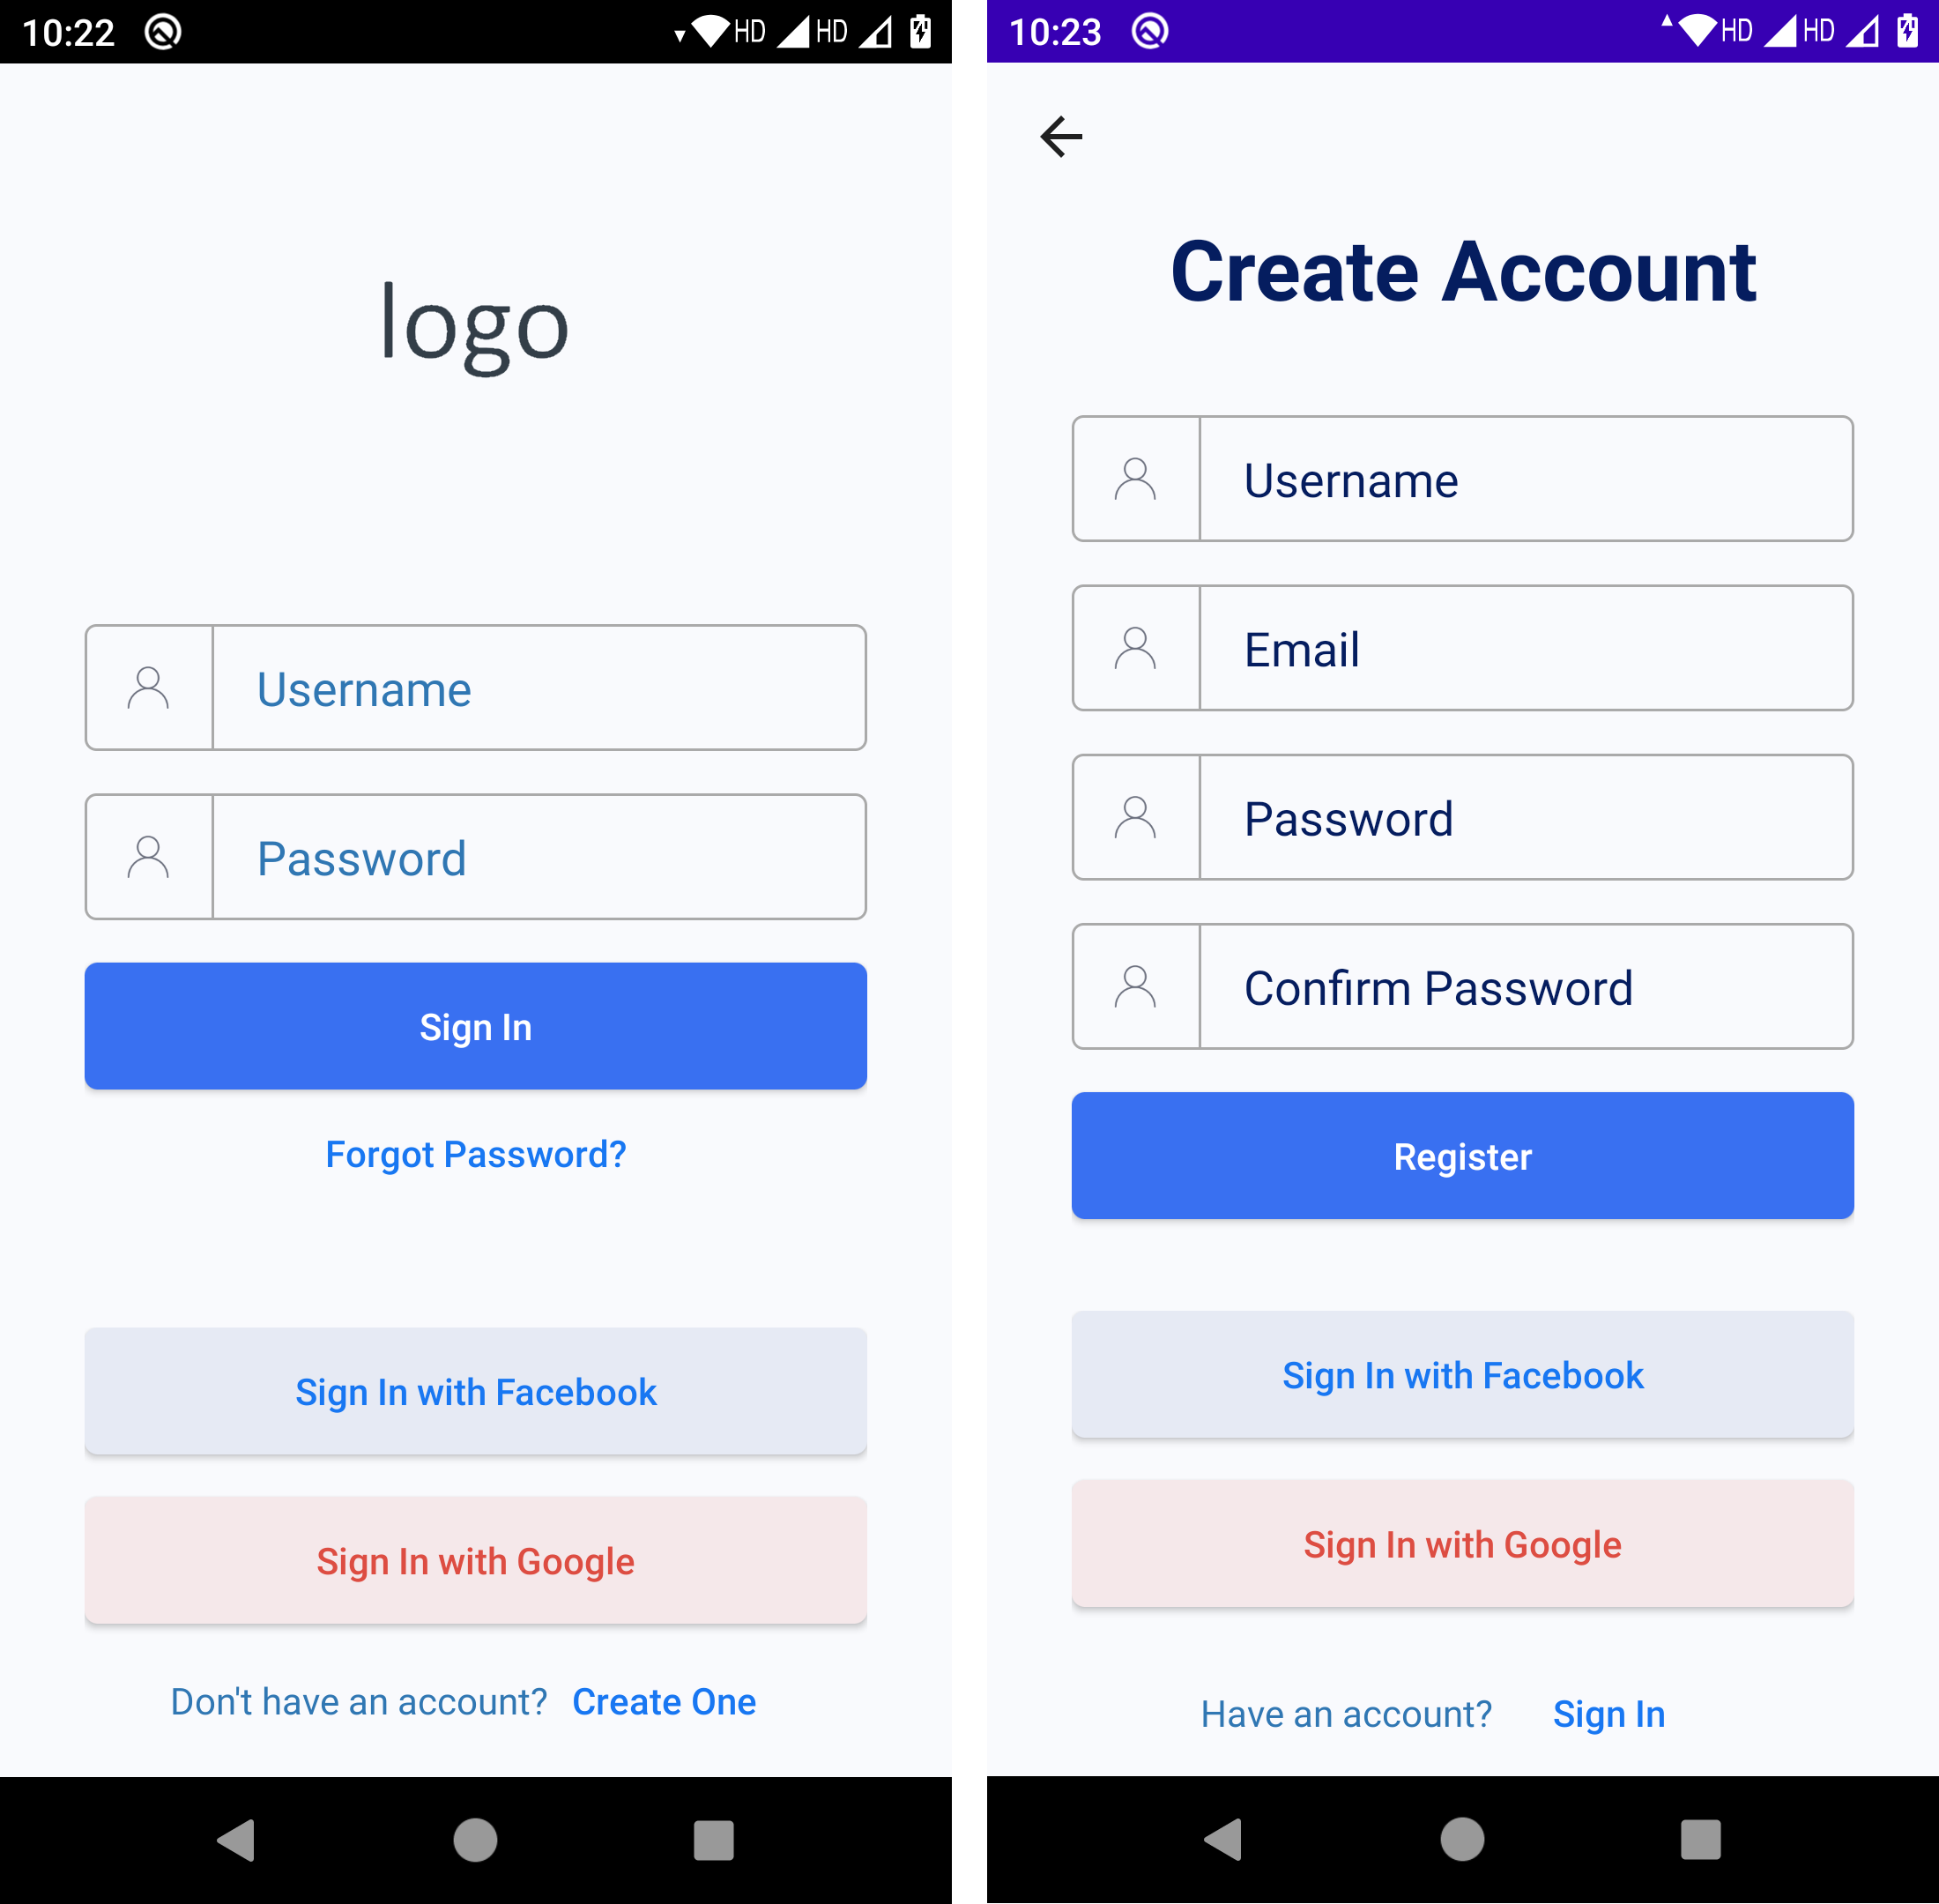 10:22 HD HD
logo
Username
Password
Sign In
Forgot Password?
Sign In with Facebook
Sign In with Google
Don't have an account? Create One
10:23 HD HD
Create Account
Username
Email
Password
Confirm Password
Register
Sign In with Facebook
Sign In with Google
Have an account? Sign In